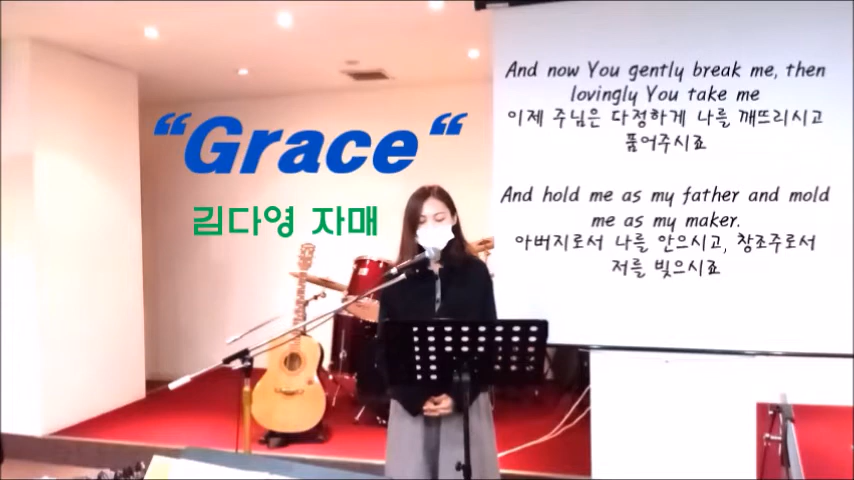 “Grace“
김다영 자매
And now You gently break me, then
lovingly You take me
이제 주님은 다정하게 나를 깨뜨리시고
품어주시죠
And hold me as my father and mold
me as my maker.
아버지로서 나를 안으시고, 창조주로서
저를 빚으시죠